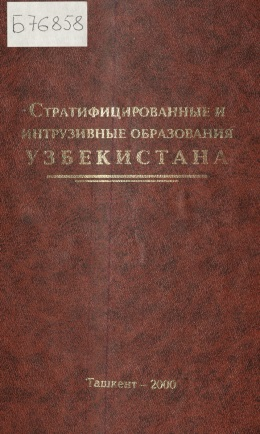 Б76858
СТРАТИФИЦИРОВАННЫЕ И
ИНТРУЗИВНЫЕ ОБРАЗОВАНИЯ
УЗБЕКИСТАНА
Ташкент – 2000